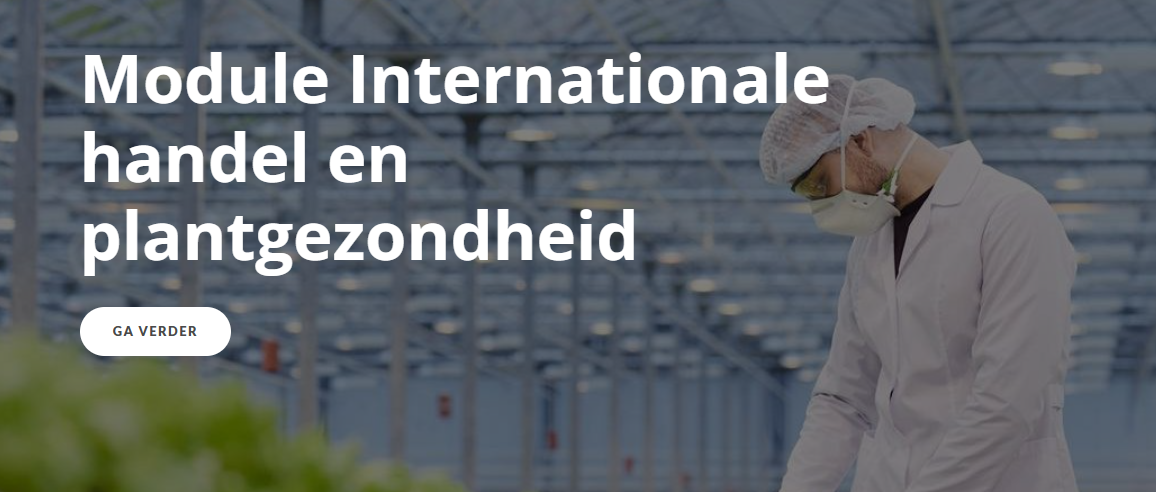 Module Internationale
handel en
plantgezondheid
GA VERDER